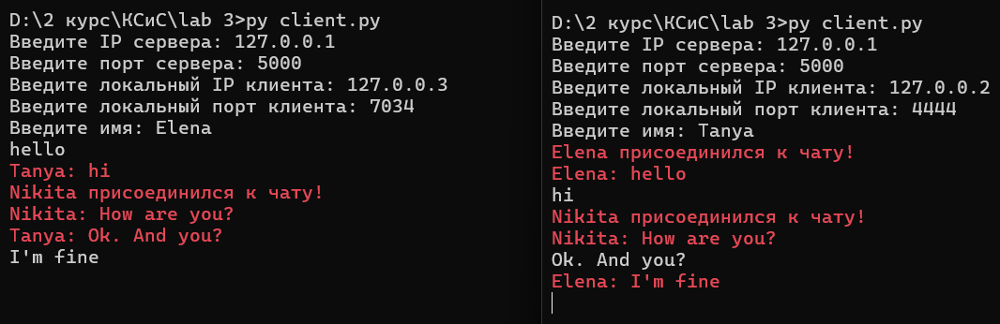 D:\2 курс\КСиС\lab 3>py client.py
Введите IP сервера: 127.0.0.1
Введите порт сервера: 5000
Введите локальный IP клиента: 127.0.0.3
Введите локальный порт клиента: 7034
Введите имя: Elena
hello
Tanya: hi
Nikita присоединился к чату!
Nikita: How are you?
Tanya: Ok. And you?
I'm fine
D:\2 курс\КСиС\lab 3>py client.py
Введите IP сервера: 127.0.0.1
Введите порт сервера: 5000
Введите локальный IP клиента: 127.0.0.2
Введите локальный порт клиента: 4444
Введите имя: Tanya
Elena присоединился к чату!
Elena: hello
hi
Nikita присоединился к чату!
Nikita: How are you?
Ok. And you?
Elena: I'm fine